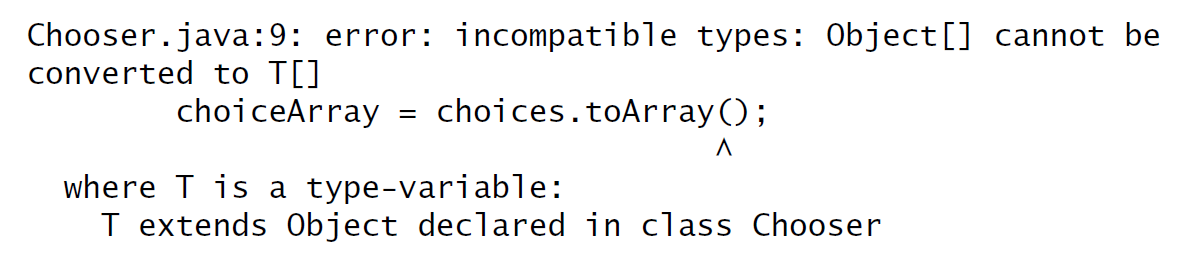 Chooser.java:9: error: incompatible types: Object[] cannot be
converted to T[]
        choiceArray = choices.toArray();
                                     ^
  where T is a type-variable:
    T extends Object declared in class Chooser